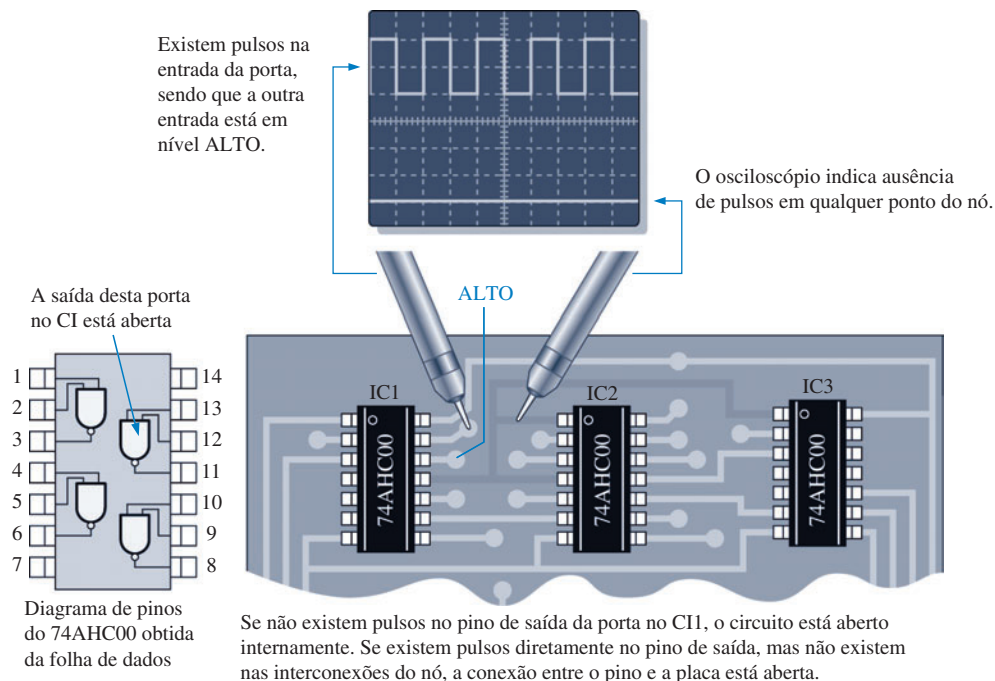 Existem pulsos na
entrada da porta,
sendo que a outra
entrada está em
nível ALTO.
O osciloscópio indica ausência
de pulsos em qualquer ponto do nó.
A saída desta porta
no CI está aberta
ALTO
1
2
3
4
5
6
7
14
13
12
11
10
9
8
IC1
74AHC00
IC2
74AHC00
IC3
74AHC00
Diagrama de pinos
do 74AHC00 obtida
da folha de dados
Se não existem pulsos no pino de saída da porta no CI1, o circuito está aberto
internamente. Se existem pulsos diretamente no pino de saída, mas não existem
nas interconexões do nó, a conexão entre o pino e a placa está aberta.